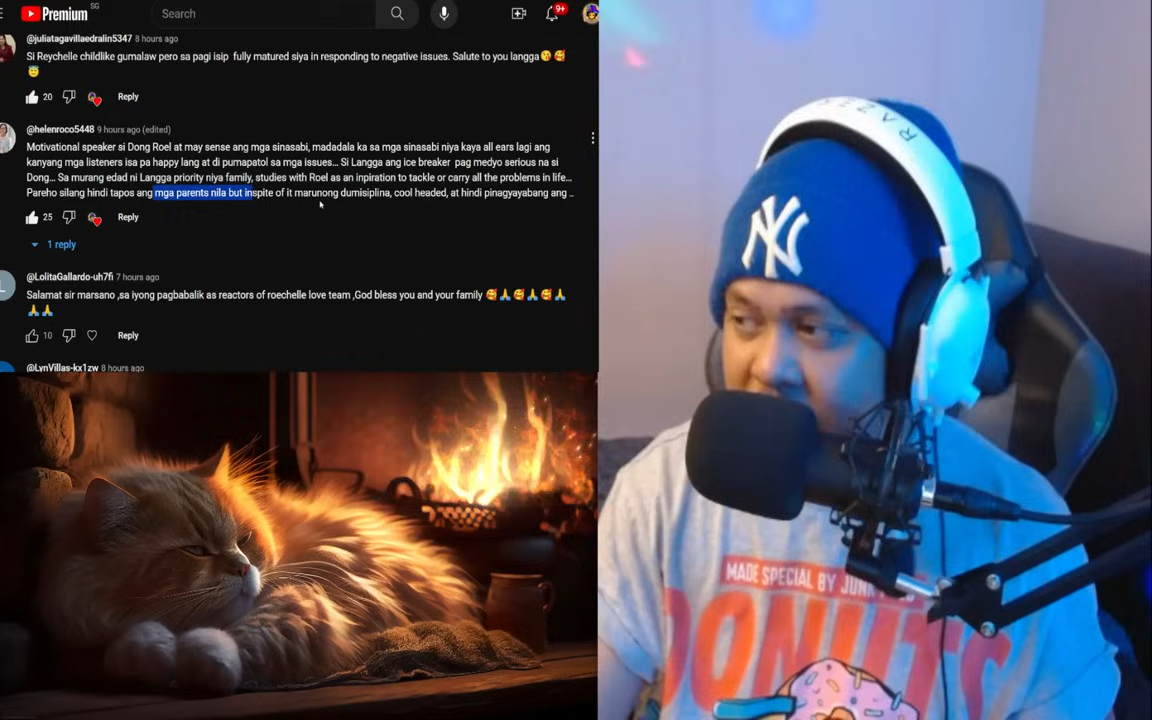 Premium SG
Search
9+
@juliatagavillaedralin5347 8 hours ago
Si Reychelle childlike gumalaw pero sa pagi isip fully matured siya in responding to negative issues. Salute to you langga😘🥰
😇
20 Reply
@helenroco5448 9 hours ago (edited)
Motivational speaker si Dong Roel at may sense ang mga sinasabi, madadala ka sa mga sinasabi niya kaya all ears lagi ang
kanyang mga listeners isa pa happy lang at di pumapatol sa mga issues... Si Langga ang ice breaker pag medyo serious na si
Dong... Sa murang edad ni Langga priority niya family, studies with Roel as an inpiration to tackle or carry all the problems in life...
Pareho silang hindi tapos ang mga parents nila but inspite of it marunong dumisiplina, cool headed, at hindi pinagyayabang ang ..
25 Reply
1 reply
L
@LolitaGallardo-uh7fi 7 hours ago
Salamat sir marsano ,sa iyong pagbabalik as reactors of roechelle love team ,God bless you and your family 🥰🙏🥰🙏🥰🙏
🙏🙏
10 Reply
@LynVillas-kx1zw 8 hours ago
RAZER
NY
MADE SPECIAL BY JUNK
DONUTS